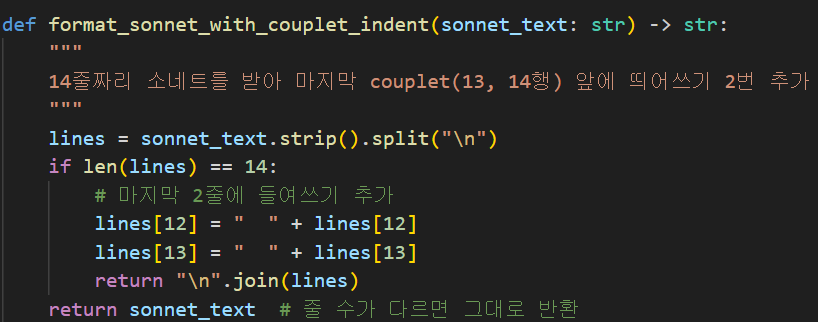 def format_sonnet_with_couplet_indent(sonnet_text: str) -> str:
    """
    14줄짜리 소네트를 받아 마지막 couplet(13, 14행) 앞에 띄어쓰기 2번 추가
    """
    lines = sonnet_text.strip().split("\n")
    if len(lines) == 14:
        # 마지막 2줄에 들여쓰기 추가
        lines[12] = "  " + lines[12]
        lines[13] = "  " + lines[13]
        return "\n".join(lines)
    return sonnet_text  # 줄 수가 다르면 그대로 반환